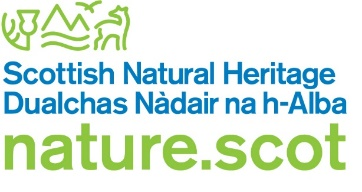 Scottish Natural Heritage
Dualchas Nàdair na h-Alba
nature.scot